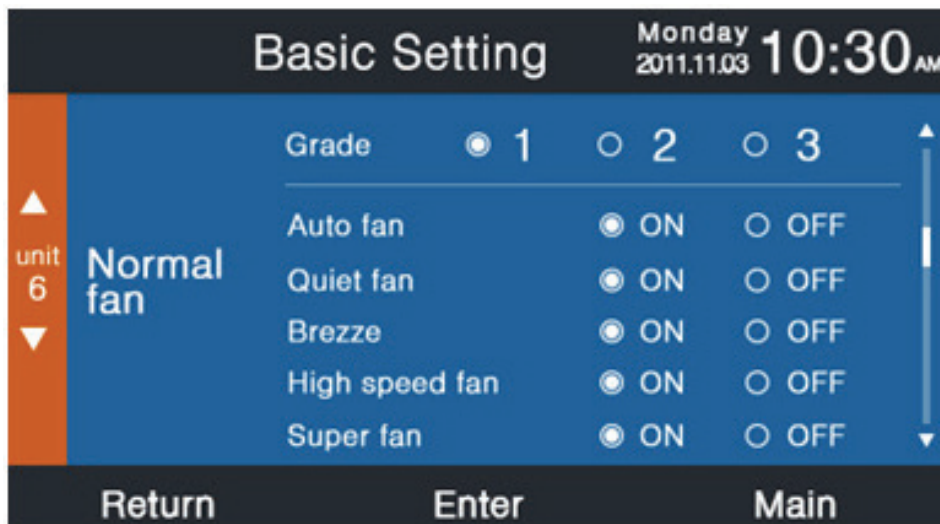 Basic Setting
Monday
2011.11.03
10:30 AM
Grade 1 2 3
unit
6
Normal
fan
Auto fan ON OFF
Quiet fan ON OFF
Brezze ON OFF
High speed fan ON OFF
Super fan ON OFF
Return Enter Main